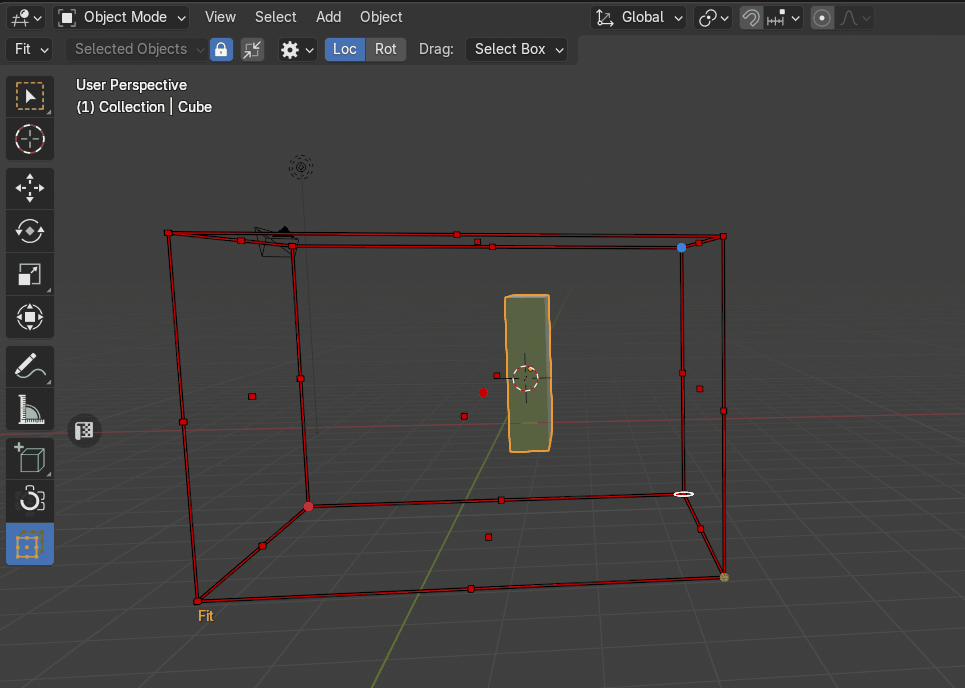 Object Mode View Select Add Object Global
Fit Selected Objects Loc Rot Drag: Select Box
User Perspective
(1) Collection | Cube
Fit